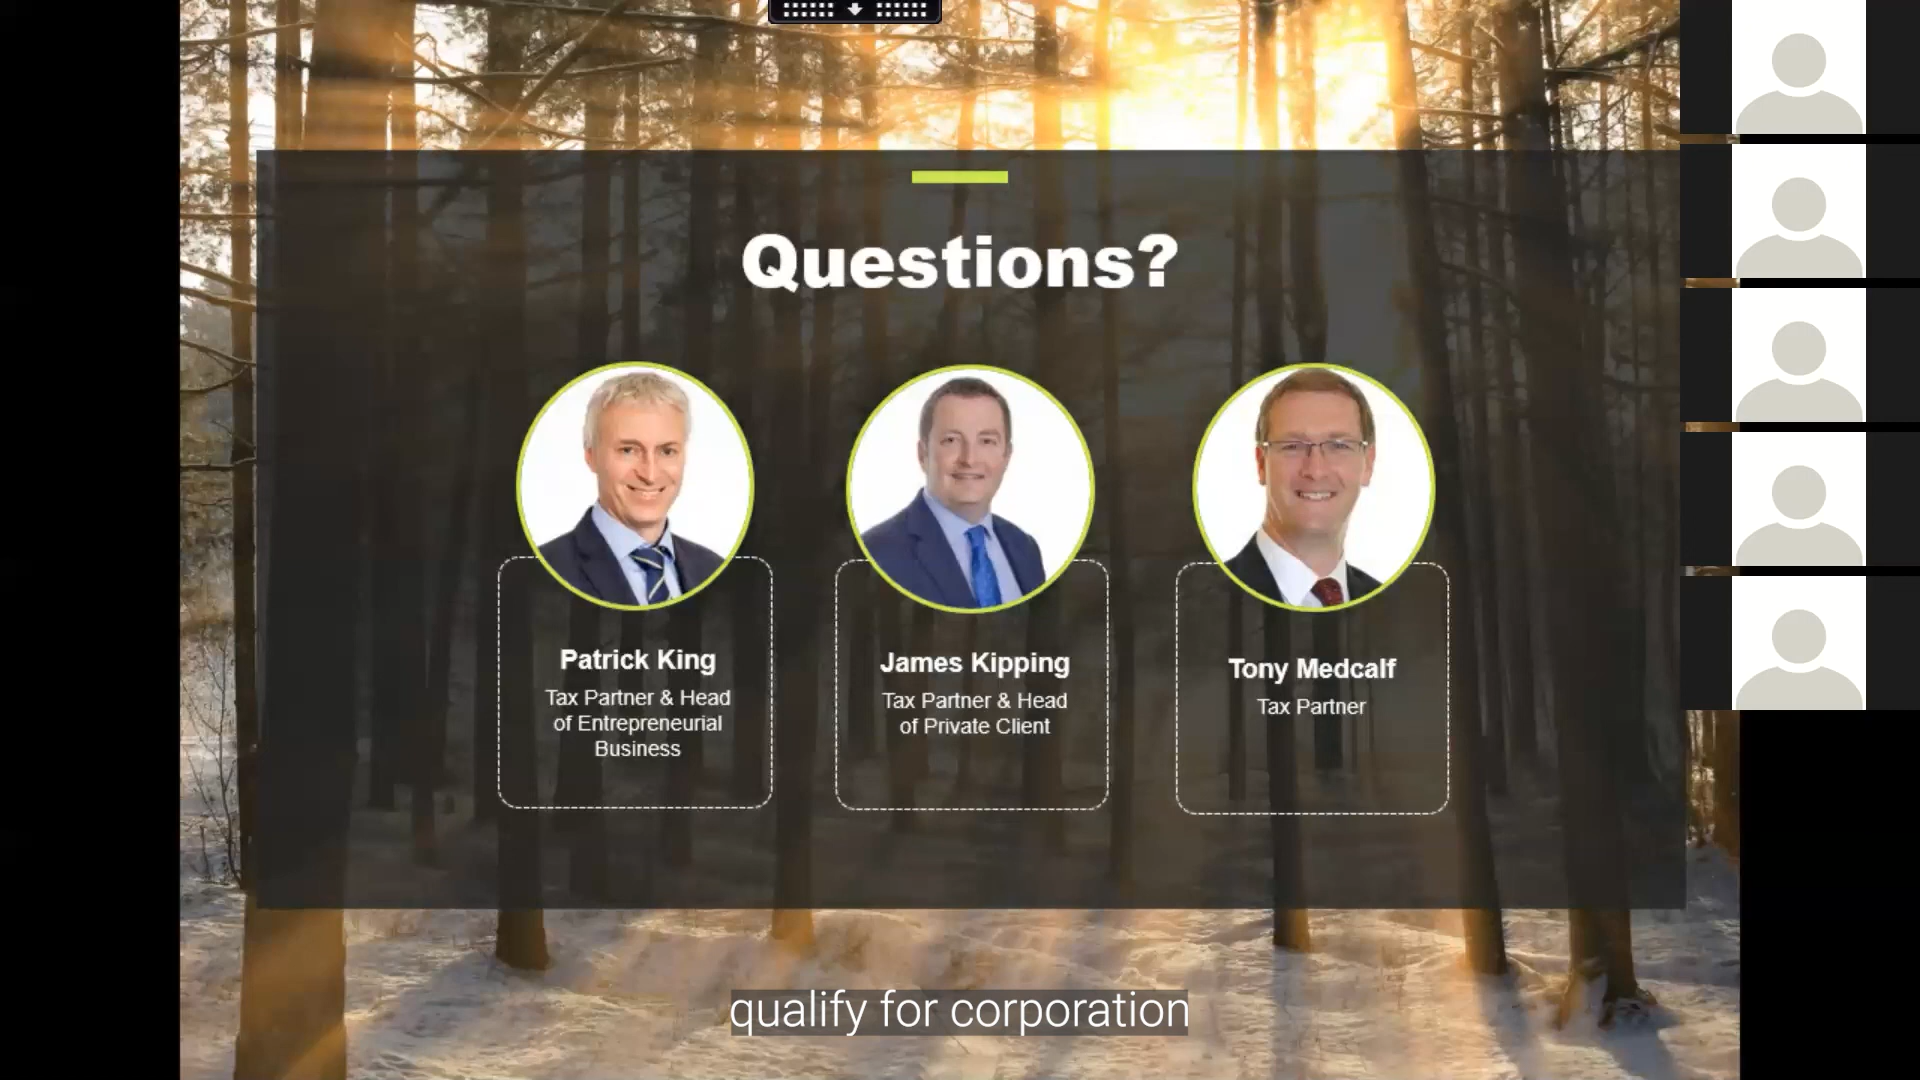 Questions?
Patrick King
Tax Partner & Head
of Entrepreneurial
Business
James Kipping
Tax Partner & Head
of Private Client
Tony Medcalf
Tax Partner
qualify for corporation